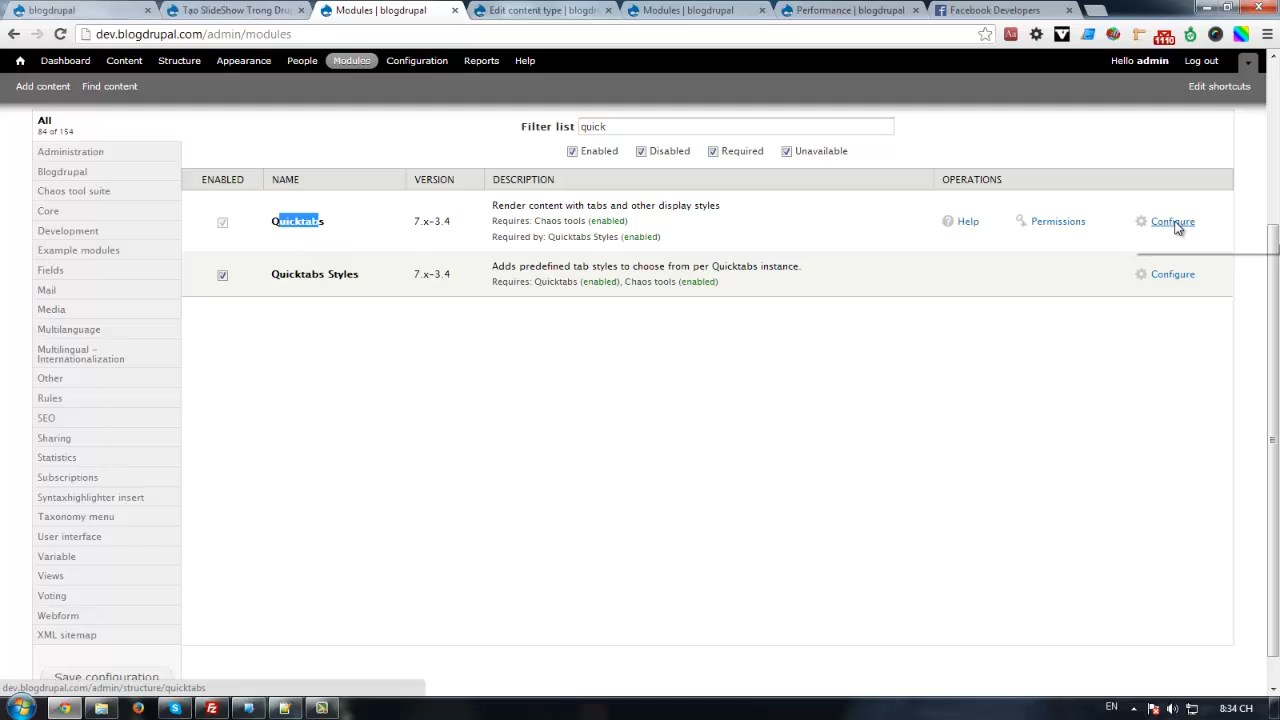 blogdrupal
Tao SlideShow Trong Dru
Modules | blogdrupal
Edit content type | blogdru
Modules | blogdrupal
Performance | blogdrupal
Facebook Developers
dev.blogdrupal.com/admin/modules
1110
Dashboard Content Structure Appearance People Modules Configuration Reports Help
Hello admin Log out
Add content Find content
Edit shortcuts
All
84 of 154
Administration
Blogdrupal
Chaos tool suite
Core
Development
Example modules
Fields
Mail
Media
Multilanguage
Multilingual -
Internationalization
Other
Rules
SEO
Sharing
Statistics
Subscriptions
Syntaxhighlighter insert
Taxonomy menu
User interface
Variable
Views
Voting
Webform
XML sitemap
Save configuration
Filter list quick
Enabled Disabled Required Unavailable
ENABLED NAME VERSION DESCRIPTION OPERATIONS
Quicktabs 7.x-3.4
Render content with tabs and other display styles
Requires: Chaos tools (enabled)
Required by: Quicktabs Styles (enabled)
Help Permissions Configure
Quicktabs Styles 7.x-3.4
Adds predefined tab styles to choose from per Quicktabs instance.
Requires: Quicktabs (enabled), Chaos tools (enabled)
Configure
dev.blogdrupal.com/admin/structure/quicktabs
EN
8:34 CH